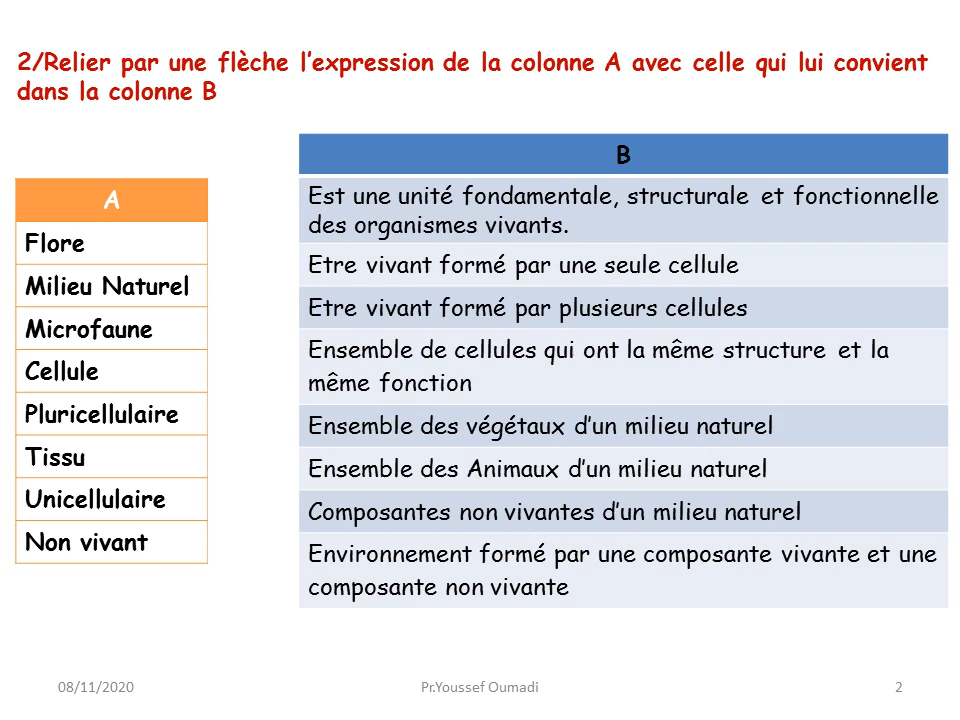 2/Relier par une flèche l’expression de la colonne A avec celle qui lui convient
dans la colonne B
A
Flore
Milieu Naturel
Microfaune
Cellule
Pluricellulaire
Tissu
Unicellulaire
Non vivant
B
Est une unité fondamentale, structurale et fonctionnelle
des organismes vivants.
Etre vivant formé par une seule cellule
Etre vivant formé par plusieurs cellules
Ensemble de cellules qui ont la même structure et la
même fonction
Ensemble des végétaux d’un milieu naturel
Ensemble des Animaux d’un milieu naturel
Composantes non vivantes d’un milieu naturel
Environnement formé par une composante vivante et une
composante non vivante
08/11/2020
Pr.Youssef Oumadi
2